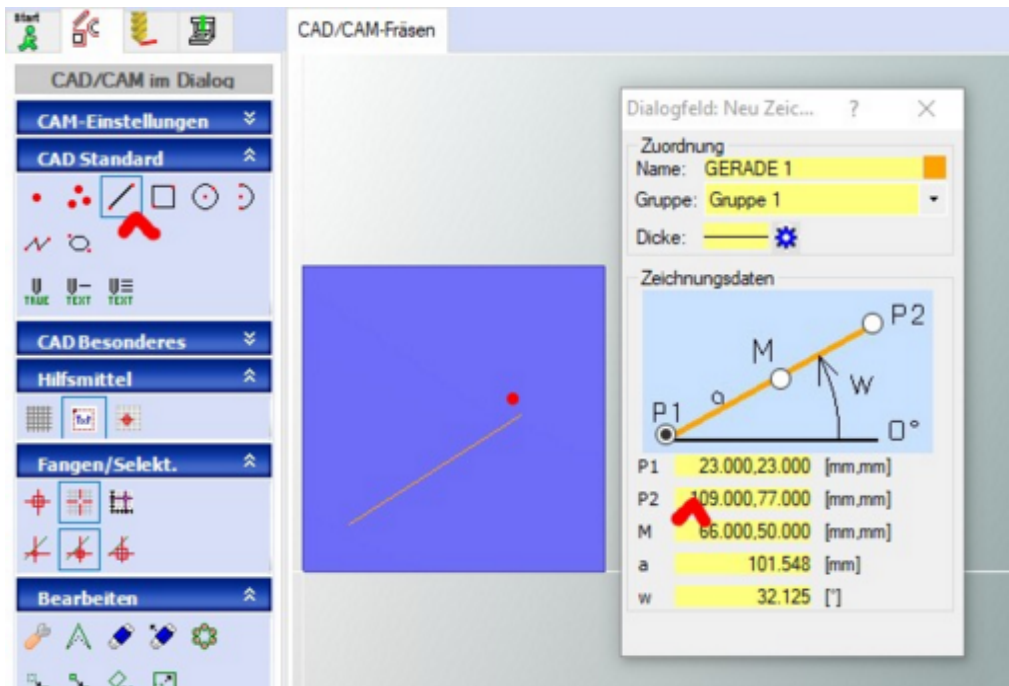 Start
CAD/CAM-Fräsen
CAD/CAM im Dialog
CAM-Einstellungen
CAD Standard
TRUE TEXT TEXT
CAD Besonderes
Hilfsmittel
Fangen/Selekt.
Bearbeiten
Dialogfeld: Neu Zeic... ?
Zuordnung
Name: GERADE 1
Gruppe: Gruppe 1
Dicke:
Zeichnungsdaten
P2
M
W
a
P1
0°
P1 23.000,23.000 [mm,mm]
P2 109.000,77.000 [mm,mm]
M 66.000,50.000 [mm,mm]
a 101.548 [mm]
w 32.125 [°]